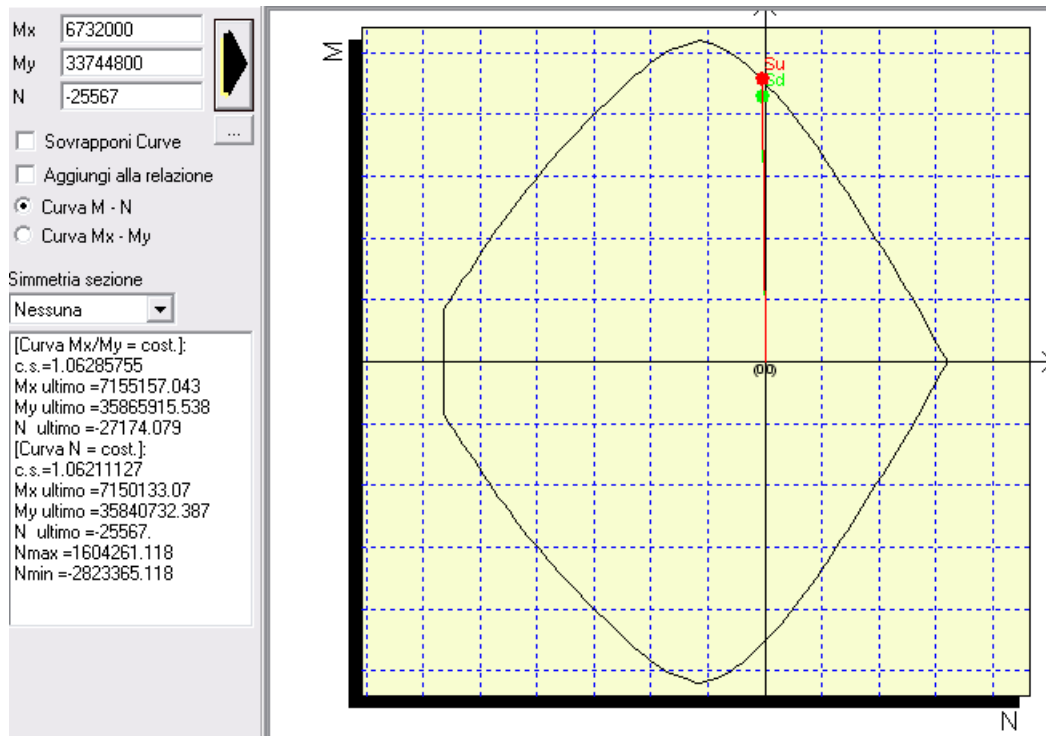 Mx 6732000
My 33744800
N -25567
...
Sovrapponi Curve
Aggiungi alla relazione
Curva M - N
Curva Mx - My
Simmetria sezione
Nessuna
[Curva Mx/My = cost.]:
c.s.=1.06285755
Mx ultimo =7155157.043
My ultimo =35865915.538
N ultimo =-27174.079
[Curva N = cost.]:
c.s.=1.06211127
Mx ultimo =7150133.07
My ultimo =35840732.387
N ultimo =-25567.
Nmax =1604261.118
Nmin =-2823365.118
M
Su
Sd
N